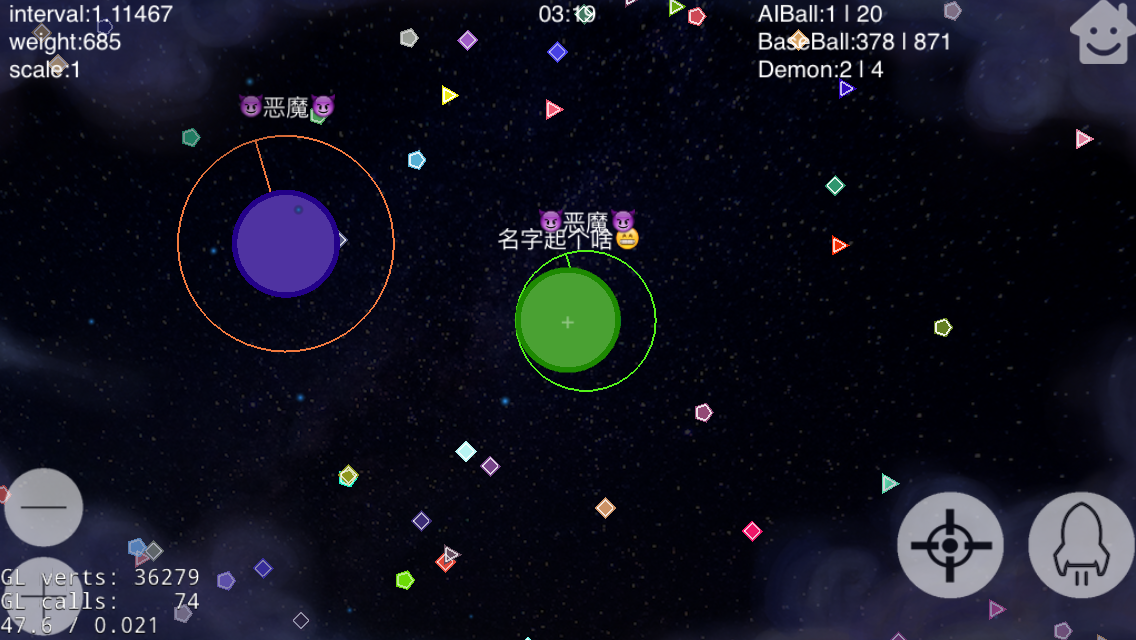 interval:1.11467
weight:685
scale:1
03:19
AIBall:1 | 20
BaseBall:378 | 871
Demon:2 | 4
😈恶魔😈
😈恶魔😈
名字起个啥😁
GL verts: 36279
GL calls: 74
47.6 / 0.021